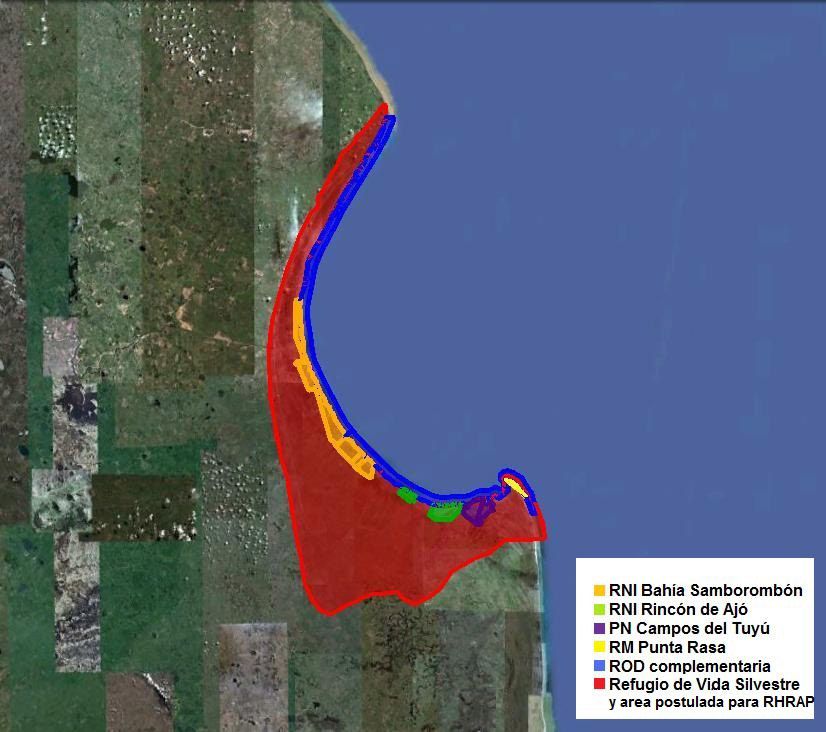 RNI Bahía Samborombón
RNI Rincón de Ajó
PN Campos del Tuyú
RM Punta Rasa
ROD complementaria
Refugio de Vida Silvestre
y area postulada para RHRAP